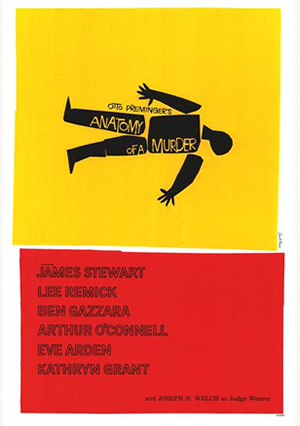 OTTO PREMINGER'S
ANATOMY
OF A MURDER
JAMES STEWART
LEE REMICK
BEN GAZZARA
ARTHUR O'CONNELL
EVE ARDEN
KATHRYN GRANT
and JOSEPH N. WELCH as Judge Weaver